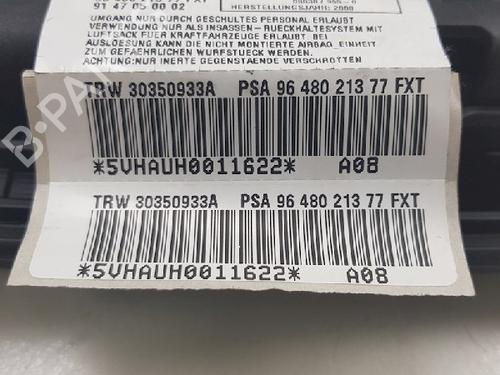 91 47 05 00 02
HERSTELLUNGSJAHR: 2008
UMGANG NUR DURCH GESCHULTES PERSONAL ERLAUBT
VERWENDUNG NUR ALS INSASSEN - RUECKHALTESYSTEM MIT
LUFTSACK FUER KRAFTFAHRZEUGE ERLAUBT DURCH
AUSLOESUNG KANN DIE NICHT MONTIERTE AIRBAG EINHEIT
ZUM GEFAEHRLICHEN WURFSTUECK WERDEN.
ACHTUNG: NUR INERTE GEGENSTAENDE VERSCHROTTEN
TRW 30350933A PSA 96 480 213 77 FXT
*5VHAUH0011622* A08
TRW 30350933A PSA 96 480 213 77 FXT
*5VHAUH0011622* A08